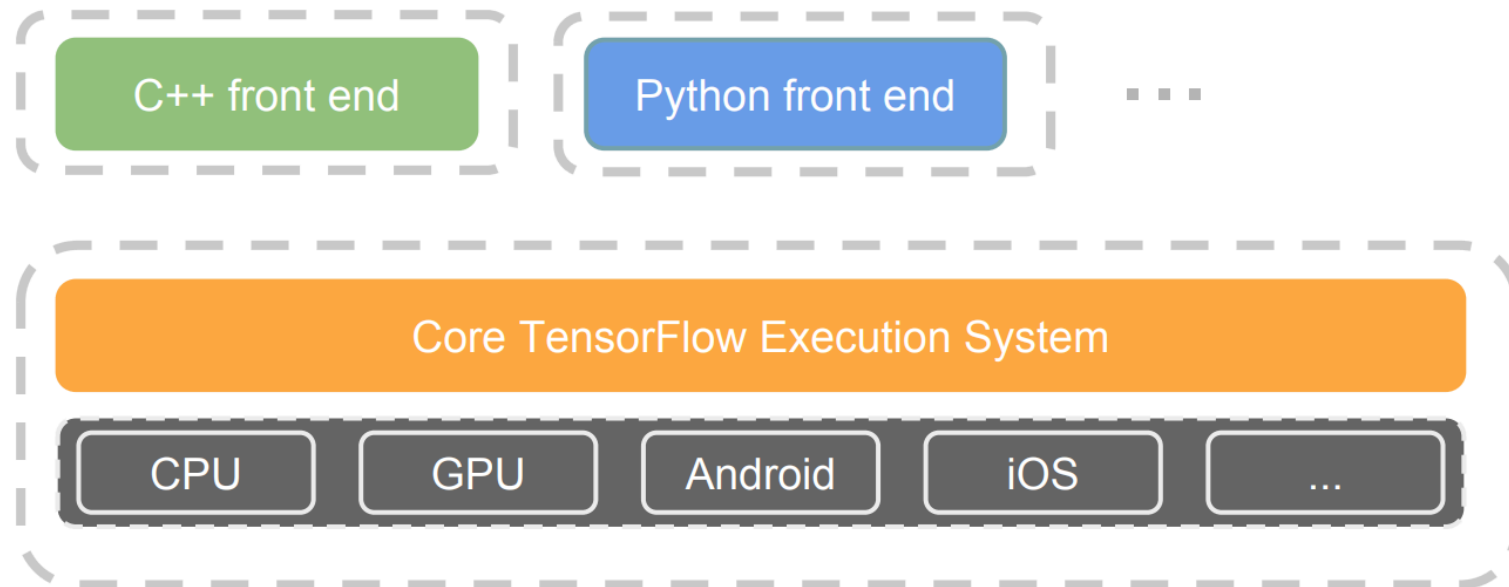 C++ front end
Python front end
...
Core TensorFlow Execution System
CPU
GPU
Android
iOS
...